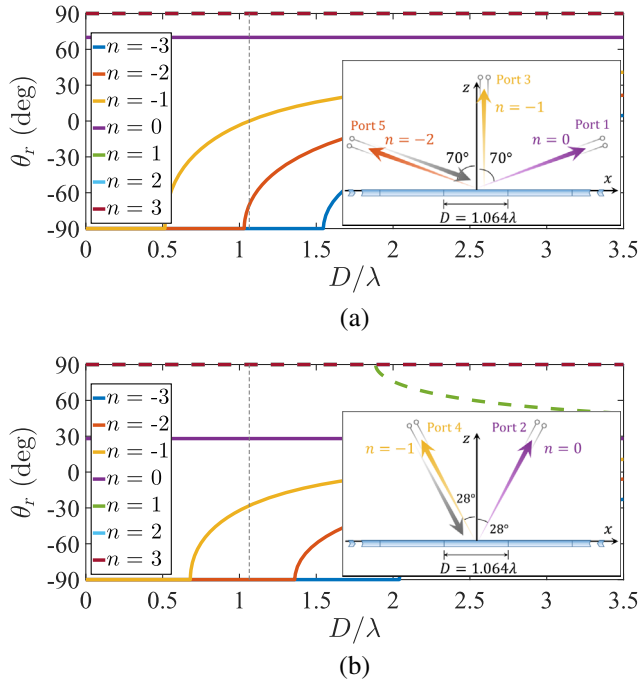 90
60
30
0
-30
-60
-90
θr (deg)
n = -3
n = -2
n = -1
n = 0
n = 1
n = 2
n = 3
Port 3
z
n = −1
Port 5
n = −2
Port 1
n = 0
70° 70°
x
D = 1.064λ
0 0.5 1 1.5 2 2.5 3 3.5
D/λ
(a)
90
60
30
0
-30
-60
-90
θr (deg)
n = -3
n = -2
n = -1
n = 0
n = 1
n = 2
n = 3
Port 4
Port 2
z
n = −1
n = 0
28°
28°
x
D = 1.064λ
0 0.5 1 1.5 2 2.5 3 3.5
D/λ
(b)